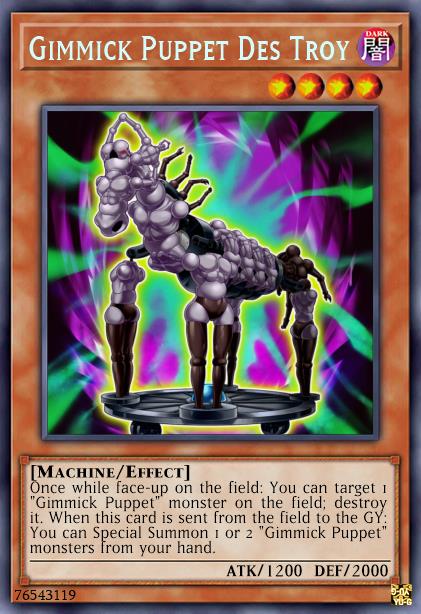 GIMMICK PUPPET DES TROY
DARK
闇
[MACHINE/EFFECT]
Once while face-up on the field: You can target 1
"Gimmick Puppet" monster on the field; destroy
it. When this card is sent from the field to the GY:
You can Special Summon 1 or 2 "Gimmick Puppet"
monsters from your hand.
ATK/1200 DEF/2000
76543119